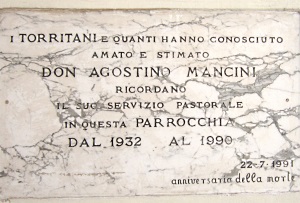 I TORRITANI E QUANTI HANNO CONOSCIUTO
AMATO E STIMATO
DON AGOSTINO MANCINI
RICORDANO
IL SUO SERVIZIO PASTORALE
IN QUESTA PARROCCHIA
DAL 1932 AL 1990
22-7-1991
anniversario della morte